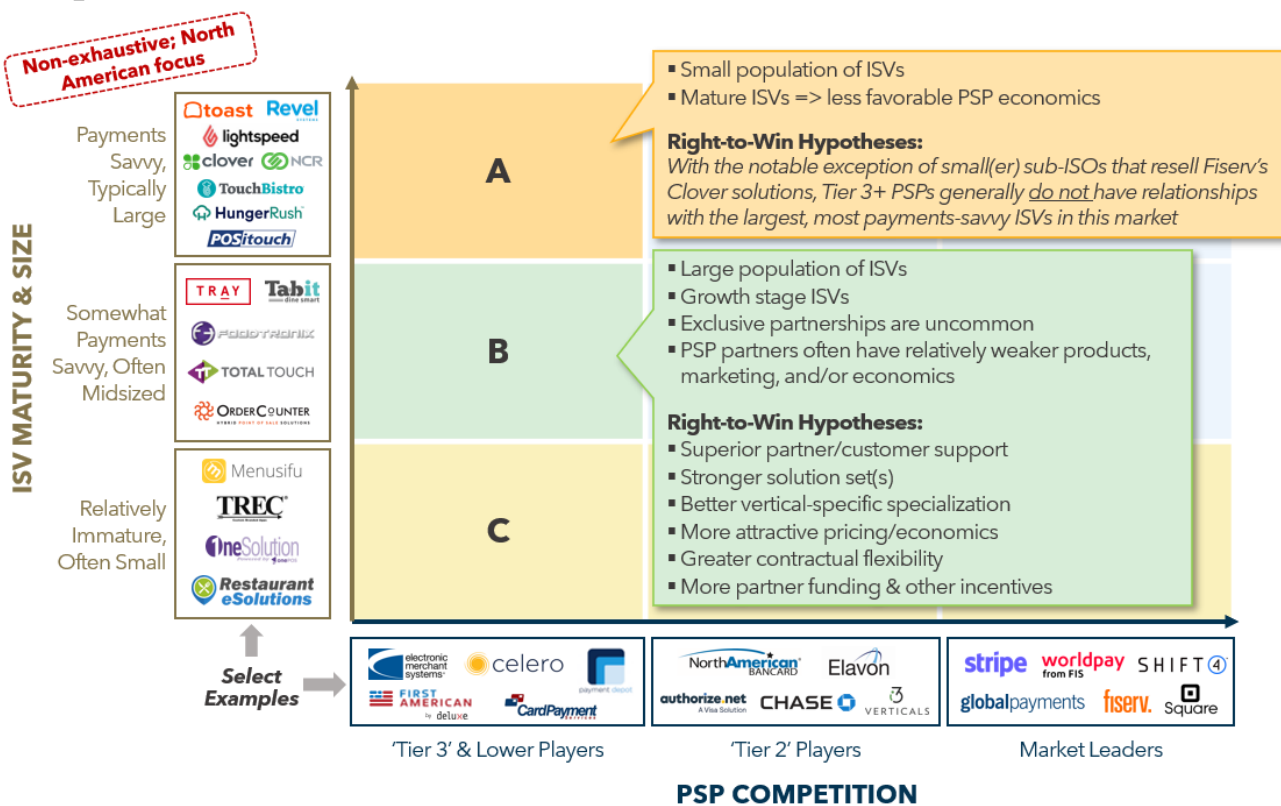 Non-exhaustive; North
American focus
ISV MATURITY & SIZE
Payments
Savvy,
Typically
Large
toast Revel
SYSTEMS
lightspeed
clover NCR
TouchBistro
HungerRush
POSitouch
A
▪ Small population of ISVs
▪ Mature ISVs => less favorable PSP economics
Right-to-Win Hypotheses:
With the notable exception of small(er) sub-ISOs that resell Fiserv's
Clover solutions, Tier 3+ PSPs generally do not have relationships
with the largest, most payments-savvy ISVs in this market
Somewhat
Payments
Savvy, Often
Midsized
TRAY Tabit
dine smart
FOODTRONIX
TOTAL TOUCH
ORDERCOUNTER
HYBRID POINT OF SALE SOLUTIONS
B
▪ Large population of ISVs
▪ Growth stage ISVs
▪ Exclusive partnerships are uncommon
▪ PSP partners often have relatively weaker products,
marketing, and/or economics
Right-to-Win Hypotheses:
▪ Superior partner/customer support
▪ Stronger solution set(s)
▪ Better vertical-specific specialization
▪ More attractive pricing/economics
▪ Greater contractual flexibility
▪ More partner funding & other incentives
Relatively
Immature,
Often Small
Menusifu
TREC
OneSolution
onePOS
Restaurant
eSolutions
C
Select
Examples
electronic
merchant
systems
celero
payment depot
FIRST
AMERICAN
by deluxe
CardPayment
SERVICES
NorthAmerican
BANCARD
Elavon
authorize.net
A Visa Solution
CHASE
i3
VERTICALS
stripe
worldpay
from FIS
SHIFT4
globalpayments
fiserv.
Square
'Tier 3' & Lower Players
'Tier 2' Players
Market Leaders
PSP COMPETITION